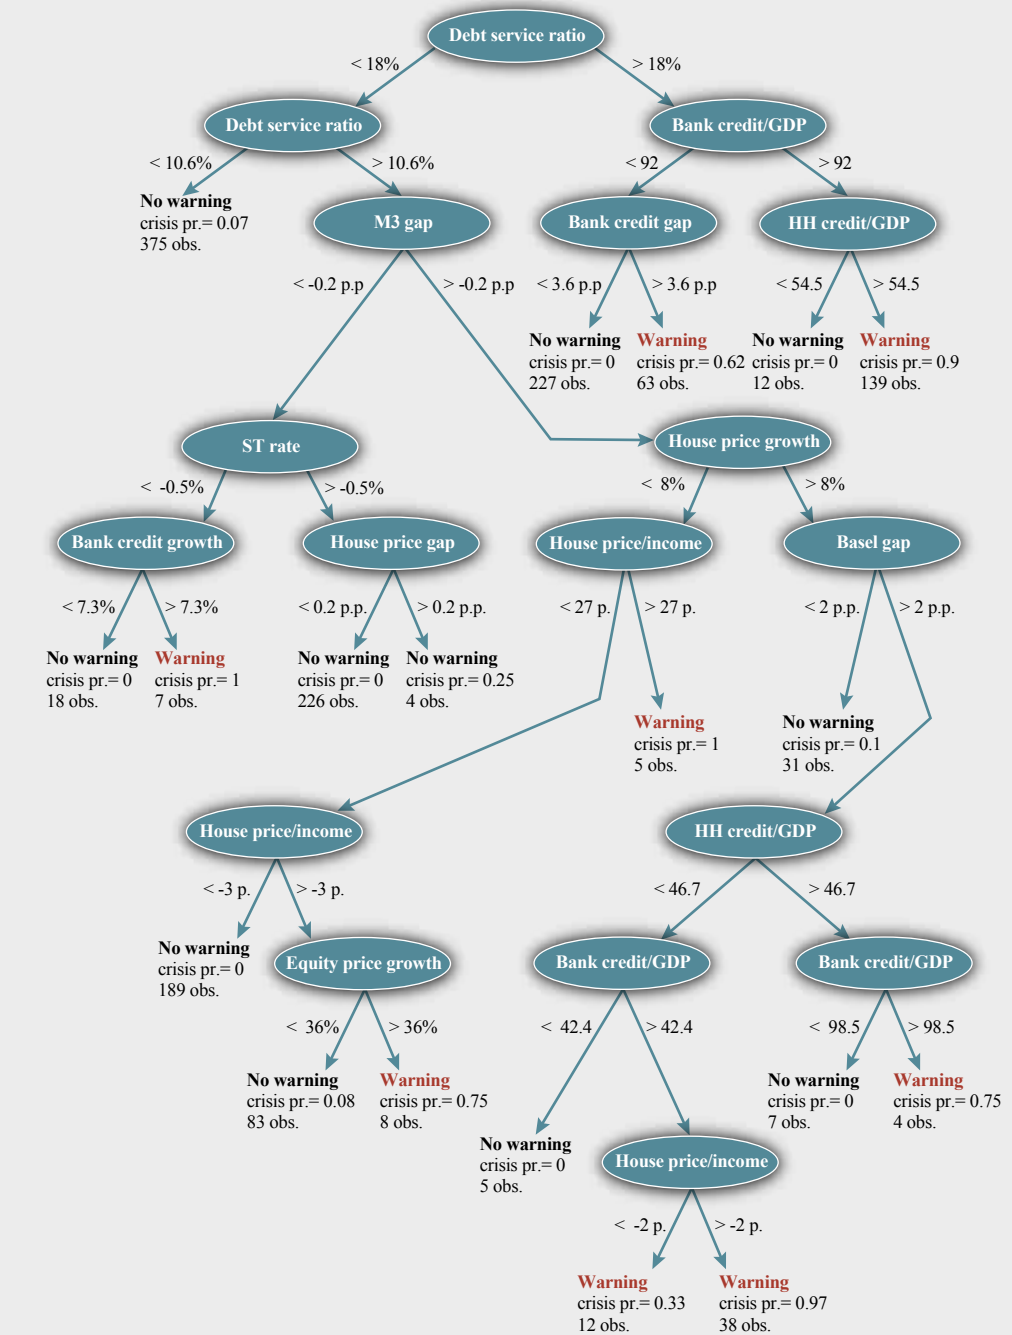 Debt service ratio
< 18%
> 18%
Debt service ratio
Bank credit/GDP
< 10.6%
> 10.6%
< 92
> 92
No warning
crisis pr.= 0.07
375 obs.
M3 gap
Bank credit gap
HH credit/GDP
< -0.2 p.p
> -0.2 p.p
< 3.6 p.p
> 3.6 p.p
< 54.5
> 54.5
No warning
crisis pr.= 0
227 obs.
Warning
crisis pr.= 0.62
63 obs.
No warning
crisis pr.= 0
12 obs.
Warning
crisis pr.= 0.9
139 obs.
ST rate
House price growth
< -0.5%
> -0.5%
< 8%
> 8%
Bank credit growth
House price gap
House price/income
Basel gap
< 7.3%
> 7.3%
< 0.2 p.p.
> 0.2 p.p.
< 27 p.
> 27 p.
< 2 p.p.
> 2 p.p.
No warning
crisis pr.= 0
18 obs.
Warning
crisis pr.= 1
7 obs.
No warning
crisis pr.= 0
226 obs.
No warning
crisis pr.= 0.25
4 obs.
Warning
crisis pr.= 1
5 obs.
No warning
crisis pr.= 0.1
31 obs.
House price/income
HH credit/GDP
< -3 p.
> -3 p.
< 46.7
> 46.7
No warning
crisis pr.= 0
189 obs.
Equity price growth
Bank credit/GDP
Bank credit/GDP
< 36%
> 36%
< 42.4
> 42.4
< 98.5
> 98.5
No warning
crisis pr.= 0.08
83 obs.
Warning
crisis pr.= 0.75
8 obs.
No warning
crisis pr.= 0
7 obs.
Warning
crisis pr.= 0.75
4 obs.
No warning
crisis pr.= 0
5 obs.
House price/income
< -2 p.
> -2 p.
Warning
crisis pr.= 0.33
12 obs.
Warning
crisis pr.= 0.97
38 obs.